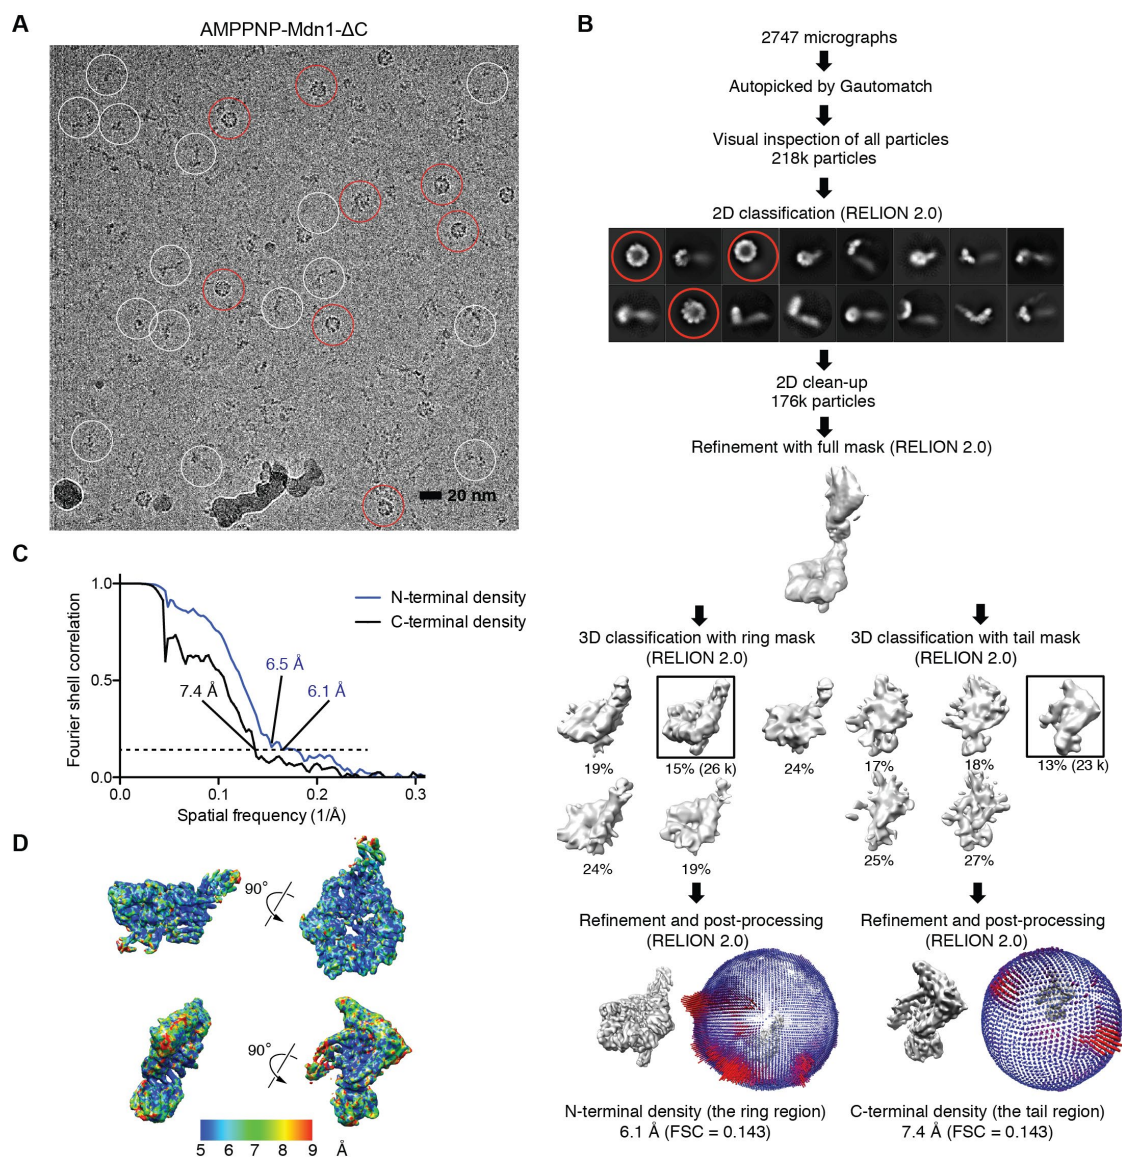 A
AMPPNP-Mdn1-ΔC
20 nm
B
2747 micrographs
Autopicked by Gautomatch
Visual inspection of all particles
218k particles
2D classification (RELION 2.0)
2D clean-up
176k particles
Refinement with full mask (RELION 2.0)
3D classification with ring mask
(RELION 2.0)
19%
15% (26 k)
24%
24%
19%
3D classification with tail mask
(RELION 2.0)
17%
18%
13% (23 k)
25%
27%
Refinement and post-processing
(RELION 2.0)
N-terminal density (the ring region)
6.1 Å (FSC = 0.143)
Refinement and post-processing
(RELION 2.0)
C-terminal density (the tail region)
7.4 Å (FSC = 0.143)
C
Fourier shell correlation
1.0
0.5
0.0
N-terminal density
C-terminal density
6.5 Å
7.4 Å
6.1 Å
0.0 0.1 0.2 0.3
Spatial frequency (1/Å)
D
90°
90°
5 6 7 8 9 Å